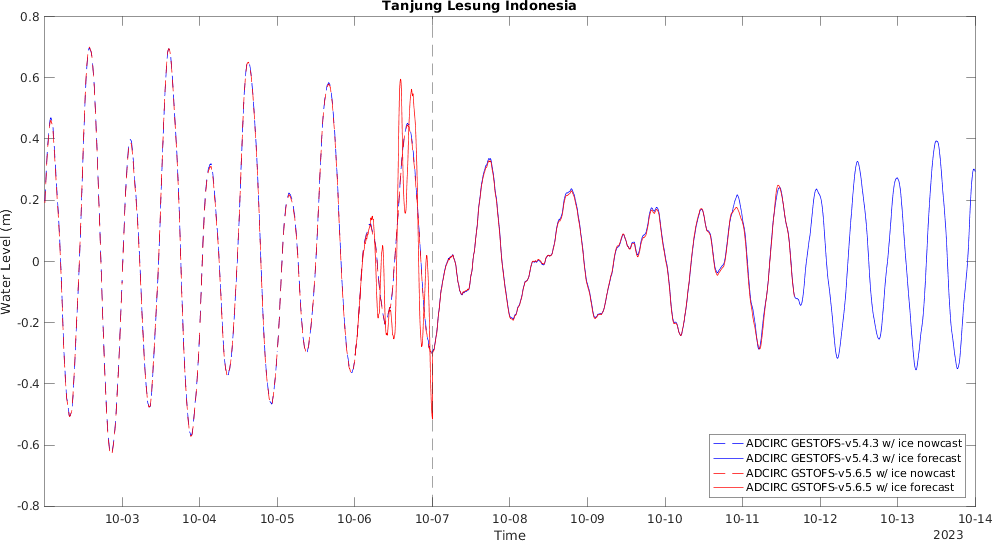 Tanjung Lesung Indonesia
0.8
0.6
0.4
0.2
0
-0.2
-0.4
-0.6
-0.8
Water Level (m)
10-03 10-04 10-05 10-06 10-07 10-08 10-09 10-10 10-11 10-12 10-13 10-14
Time
2023
ADCIRC GESTOFS-v5.4.3 w/ ice nowcast
ADCIRC GESTOFS-v5.4.3 w/ ice forecast
ADCIRC GSTOFS-v5.6.5 w/ ice nowcast
ADCIRC GSTOFS-v5.6.5 w/ ice forecast